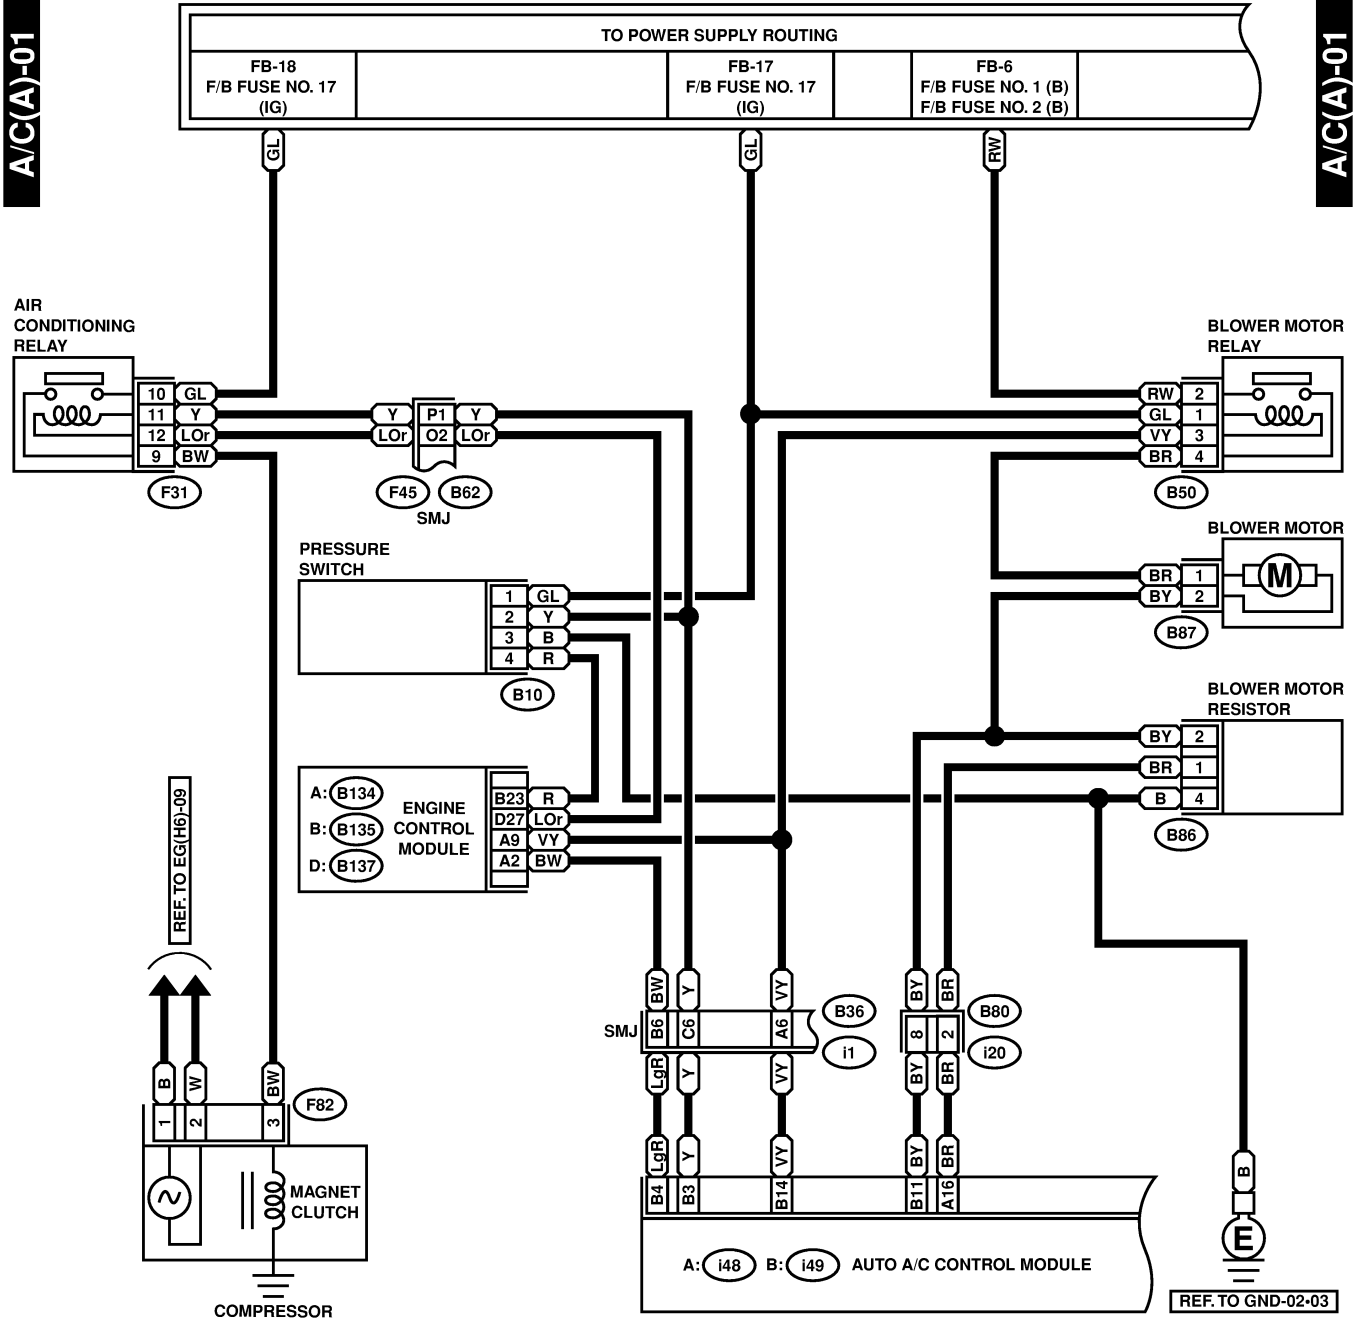 A/C(A)-01
A/C(A)-01
TO POWER SUPPLY ROUTING
FB-18
F/B FUSE NO. 17
(IG)
FB-17
F/B FUSE NO. 17
(IG)
FB-6
F/B FUSE NO. 1 (B)
F/B FUSE NO. 2 (B)
GL
GL
RW
AIR
CONDITIONING
RELAY
10 GL
11 Y
12 LOr
9 BW
F31
Y P1 Y
LOr O2 LOr
F45 B62
SMJ
BLOWER MOTOR
RELAY
RW 2
GL 1
VY 3
BR 4
B50
BLOWER MOTOR
M
BR 1
BY 2
B87
PRESSURE
SWITCH
1 GL
2 Y
3 B
4 R
B10
BLOWER MOTOR
RESISTOR
BY 2
BR 1
B 4
B86
A: B134
B: B135
D: B137
ENGINE
CONTROL
MODULE
B23 R
D27 LOr
A9 VY
A2 BW
REF. TO EG(H6)-09
BW Y VY BY BR
SMJ B6 C6 A6
B36
i1
8 2
B80
i20
LgR Y VY BY BR
B W BW
1 2 3
F82
LgR Y VY BY BR
B4 B3 B14 B11 A16
MAGNET
CLUTCH
COMPRESSOR
A: i48 B: i49 AUTO A/C CONTROL MODULE
B
E
REF. TO GND-02•03